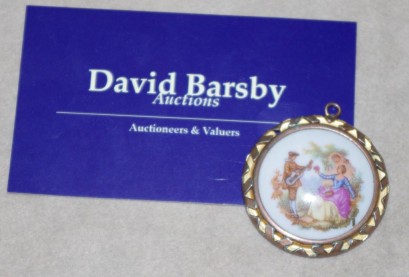 David Barsby
Auctions
Auctioneers & Valuers